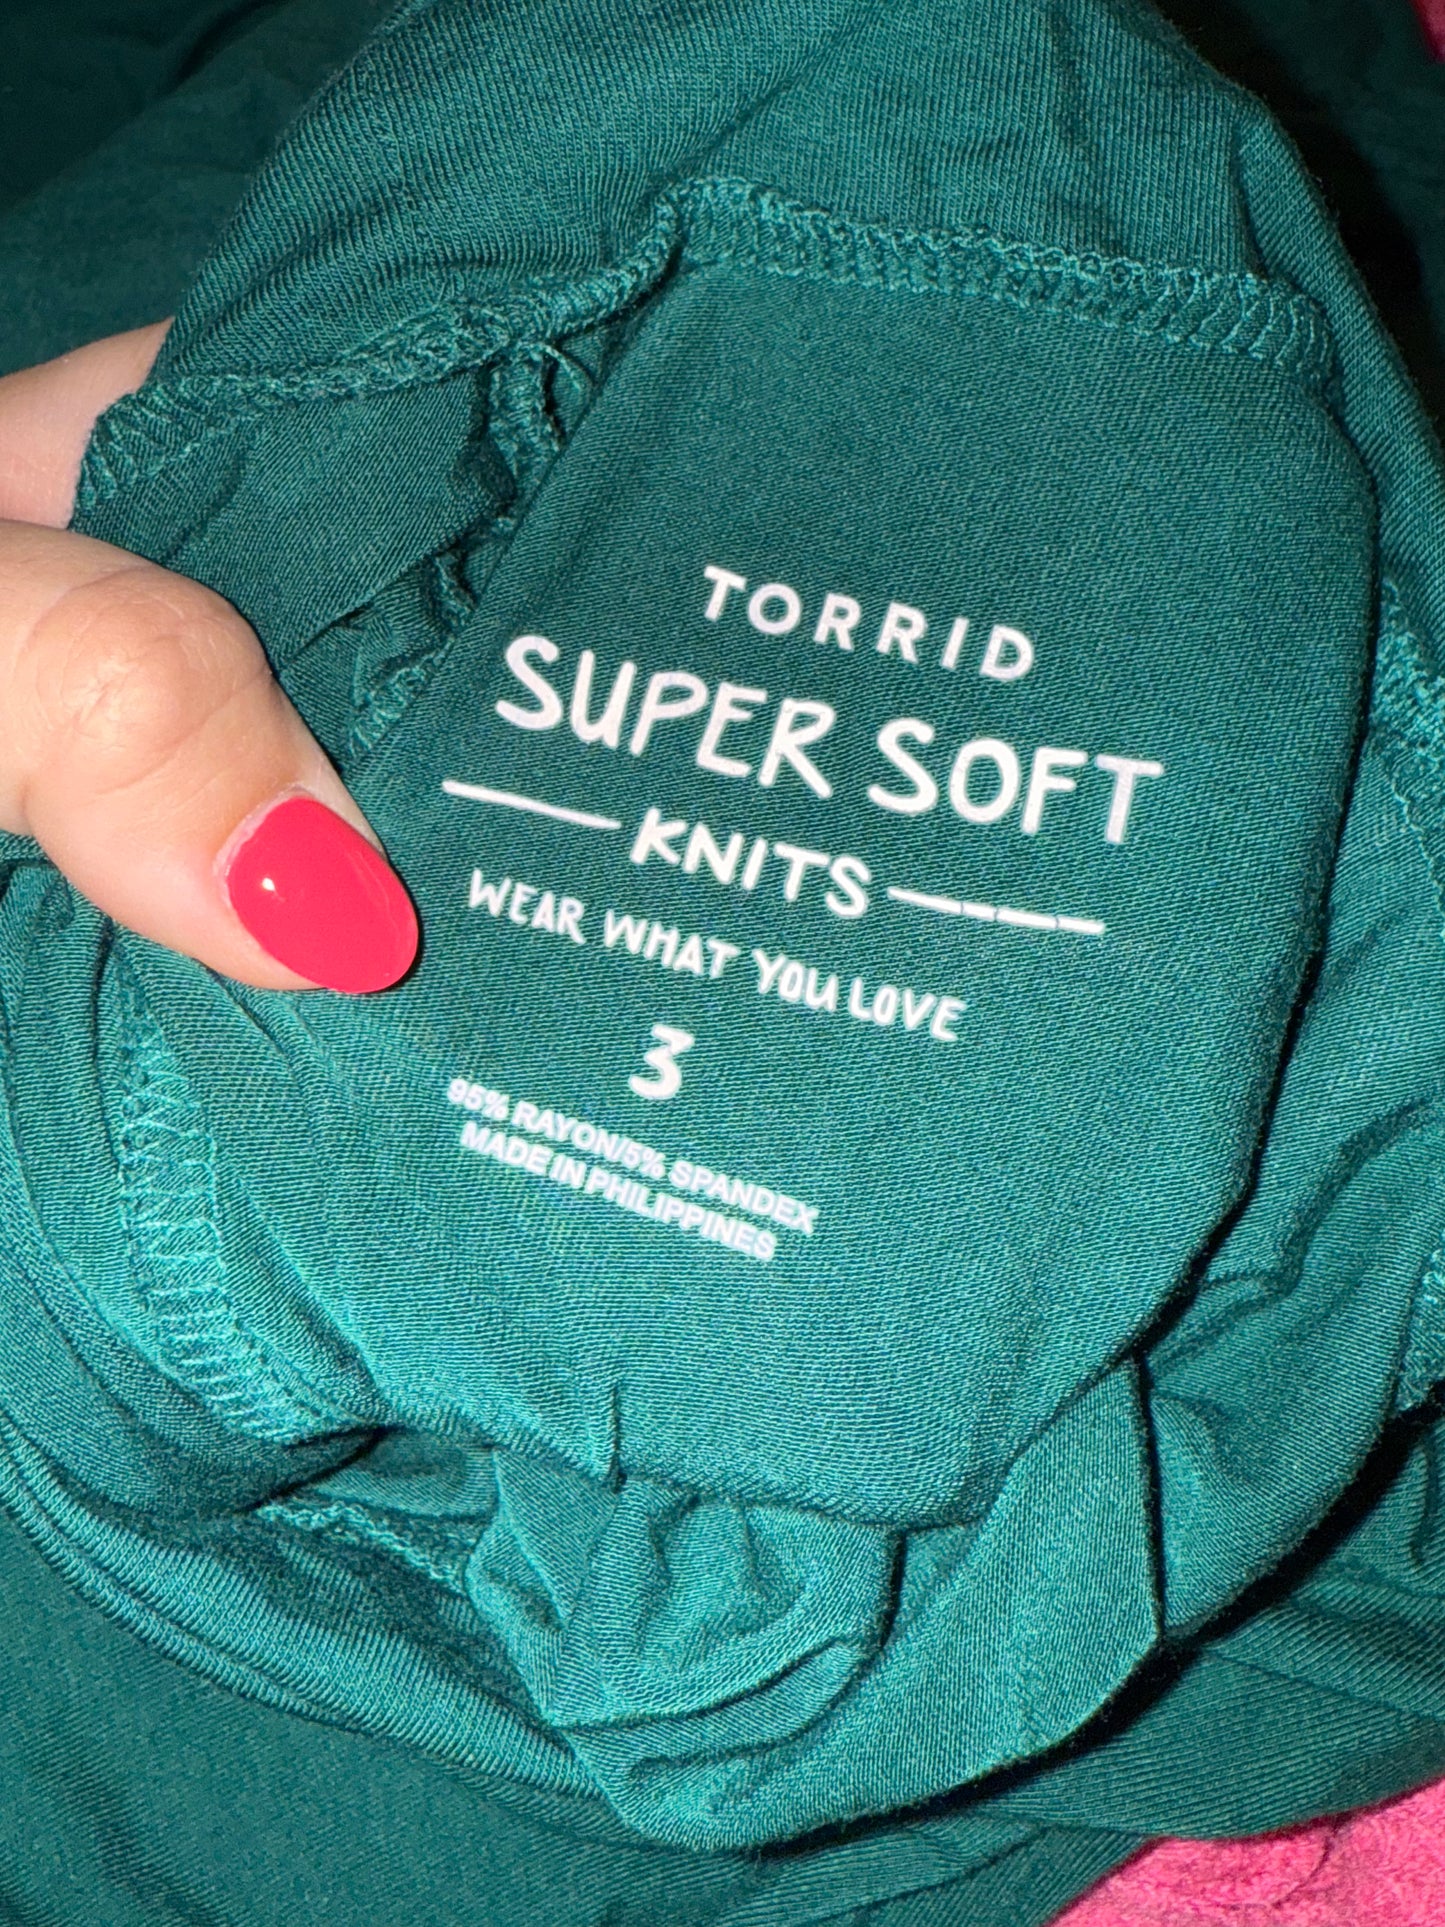 TORRID
SUPER SOFT
KNITS
WEAR WHAT YOU LOVE
3
95% RAYON/5% SPANDEX
MADE IN PHILIPPINES